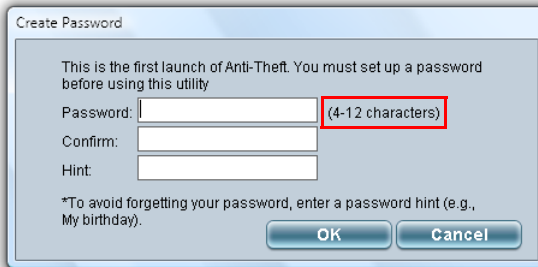 Create Password
This is the first launch of Anti-Theft. You must set up a password
before using this utility
Password: (4-12 characters)
Confirm:
Hint:
*To avoid forgetting your password, enter a password hint (e.g.,
My birthday).
OK Cancel